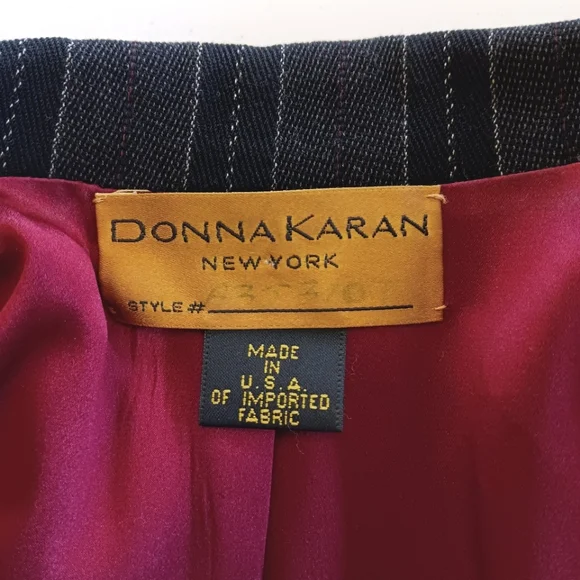 DONNA KARAN
NEW YORK
STYLE #
MADE
IN
U.S.A.
OF IMPORTED
FABRIC